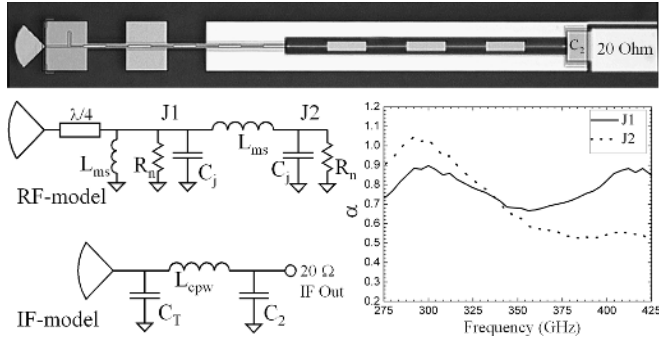 C2
20 Ohm
λ/4
J1
J2
Lms
Lms
Rn
Cj
Cj
Rn
RF-model
Lcpw
20 Ω
IF Out
CT
C2
IF-model
1.2
1.1
1.0
0.9
0.8
0.7
0.6
0.5
0.4
0.3
0.2
α
J1
J2
275 300 325 350 375 400 425
Frequency (GHz)